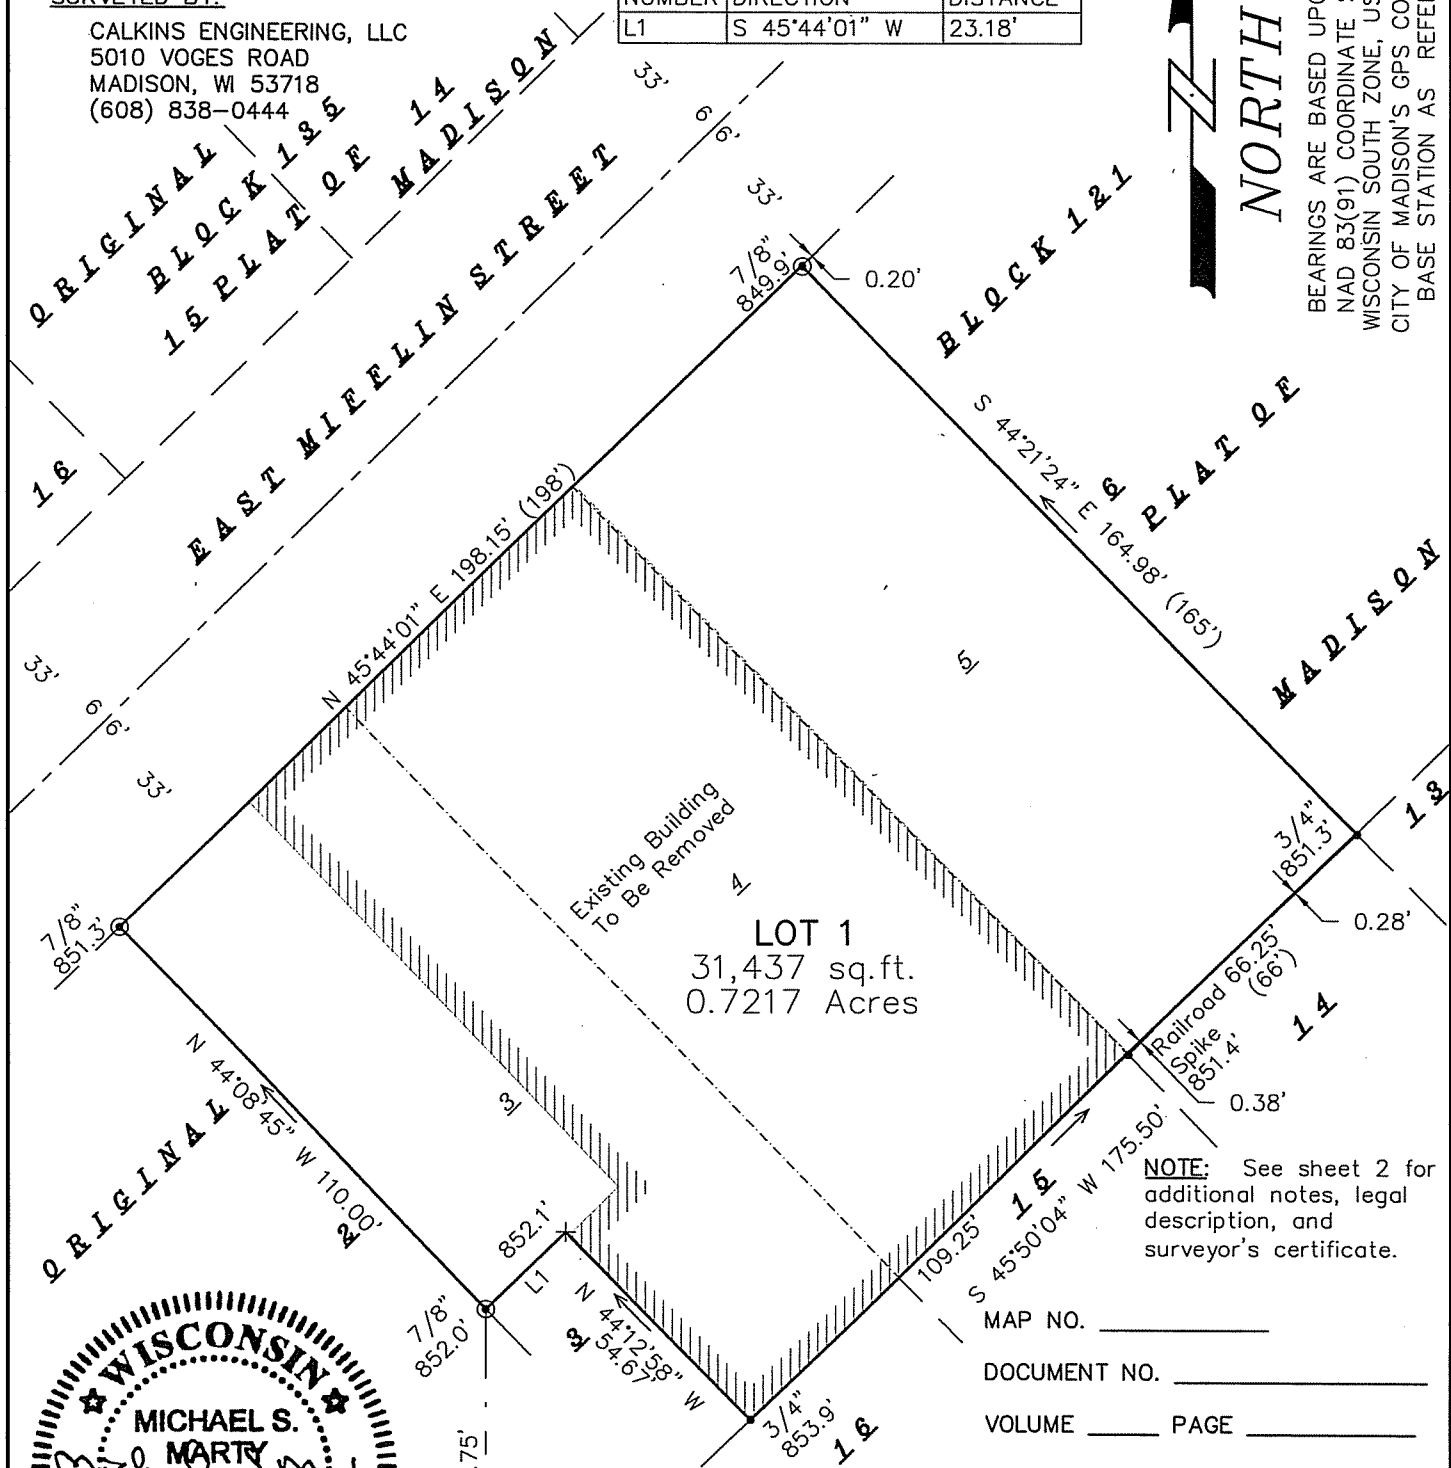 SURVEYED BY:
CALKINS ENGINEERING, LLC
5010 VOGES ROAD
MADISON, WI 53718
(608) 838-0444
NUMBER DIRECTION DISTANCE
L1 S 45°44'01" W 23.18'
NORTH
BEARINGS ARE BASED
NAD 83(91) COORDINATE
WISCONSIN SOUTH ZONE,
CITY OF MADISON'S GPS
BASE STATION AS
ORIGINAL
BLOCK 135
15 PLAT OF 14
MADISON
16
EAST MIFFLIN STREET
33'
66'
33'
33'
66'
33'
7/8"
849.9'
0.20'
BLOCK 121
6
PLAT OF
MADISON
S 44°21'24" E 164.98' (165')
N 45°44'01" E 198.15' (198')
5
Existing Building
To Be Removed
4
LOT 1
31,437 sq.ft.
0.7217 Acres
3/4"
851.3'
13
0.28'
7/8"
851.3'
Railroad 66.25'
Spike (66')
851.4'
14
0.38'
3
N 44°08'45" W 110.00'
ORIGINAL
2
109.25'
15
S 45°50'04" W 175.50'
NOTE: See sheet 2 for
additional notes, legal
description, and
surveyor's certificate.
852.1'
L1
7/8"
852.0'
3
N 44°12'58" W
54.67'
3/4"
853.9'
16
MAP NO.
DOCUMENT NO.
VOLUME PAGE
WISCONSIN
MICHAEL S.
MARTY
75'